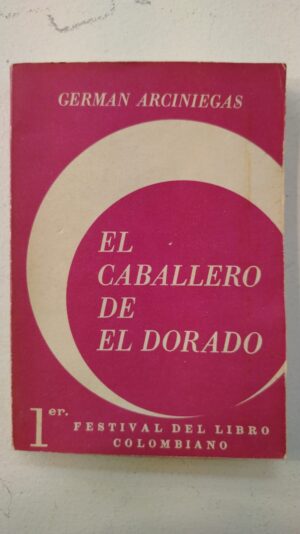 GERMAN ARCINIEGAS
EL
CABALLERO
DE
EL DORADO
1er. FESTIVAL DEL LIBRO
COLOMBIANO